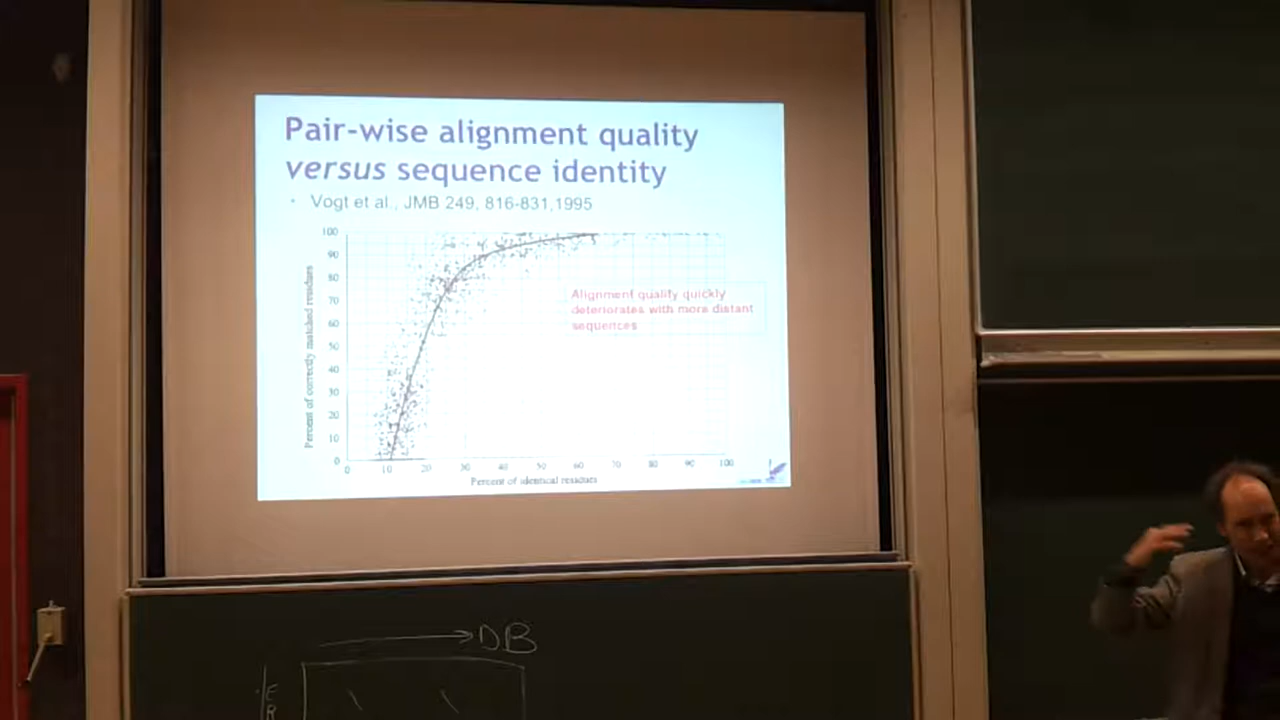 Pair-wise alignment quality
versus sequence identity
• Vogt et al., JMB 249, 816-831,1995
100
90
80
70
60
50
40
30
20
10
0
Percent of correctly matched residues
Alignment quality quickly
deteriorates with more distant
sequences
0 10 20 30 40 50 60 70 80 90 100
Percent of identical residues
DB
E
R